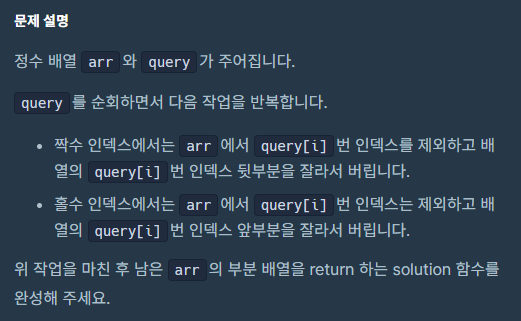 문제 설명
정수 배열 arr 와 query 가 주어집니다.
query 를 순회하면서 다음 작업을 반복합니다.
• 짝수 인덱스에서는 arr 에서 query[i] 번 인덱스를 제외하고 배
열의 query[i] 번 인덱스 뒷부분을 잘라서 버립니다.
• 홀수 인덱스에서는 arr 에서 query[i] 번 인덱스는 제외하고 배
열의 query[i] 번 인덱스 앞부분을 잘라서 버립니다.
위 작업을 마친 후 남은 arr 의 부분 배열을 return 하는 solution 함수를
완성해 주세요.